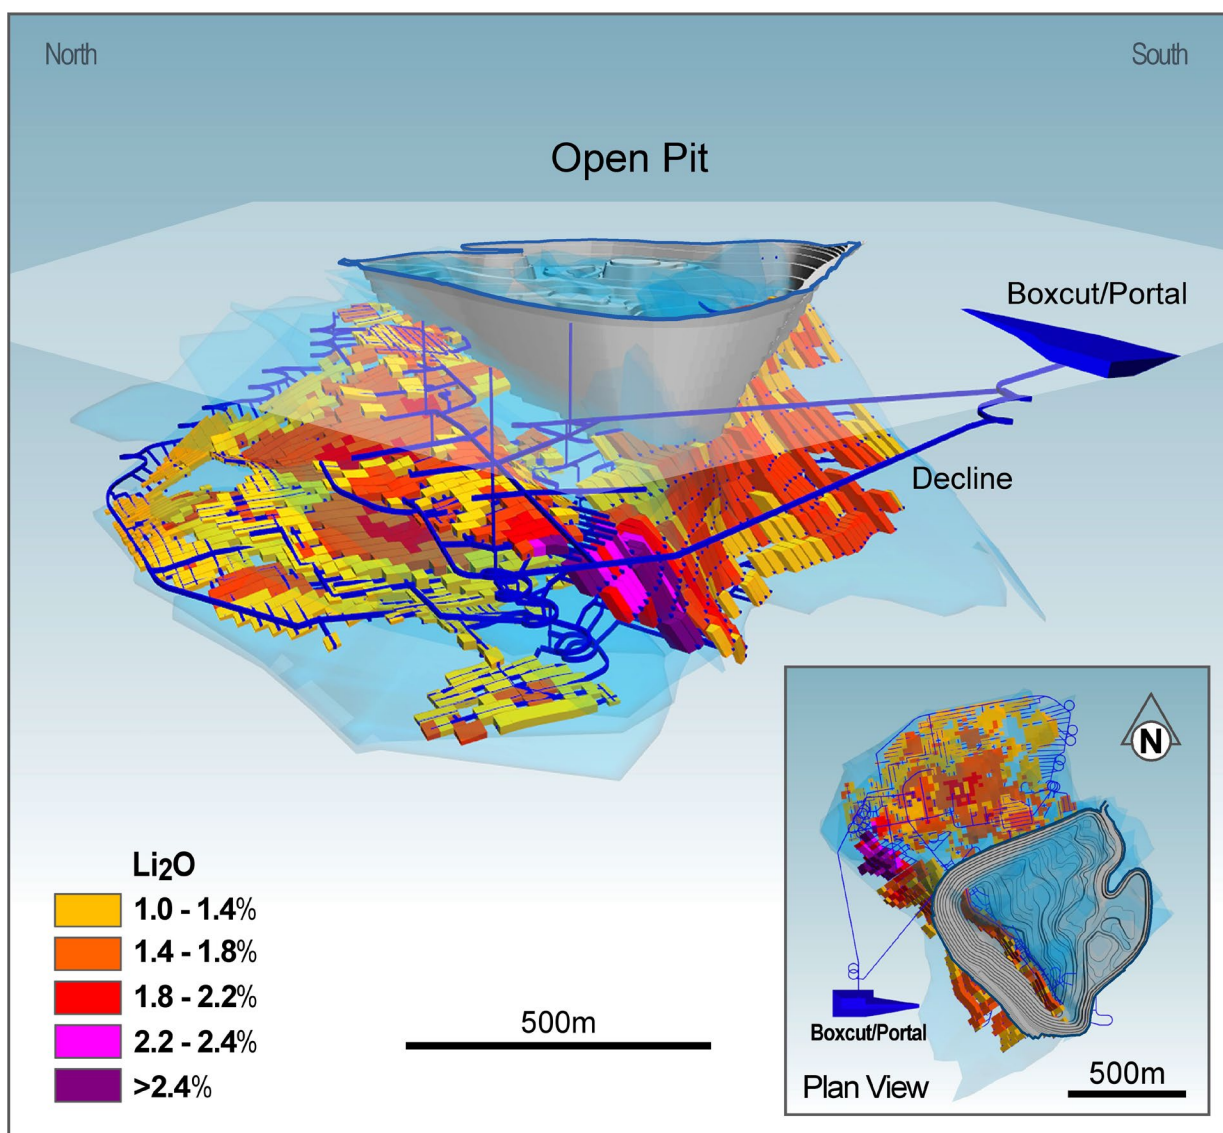 North
South
Open Pit
Boxcut/Portal
Decline
Li₂O
1.0 - 1.4%
1.4 - 1.8%
1.8 - 2.2%
2.2 - 2.4%
>2.4%
500m
N
Boxcut/Portal
Plan View
500m